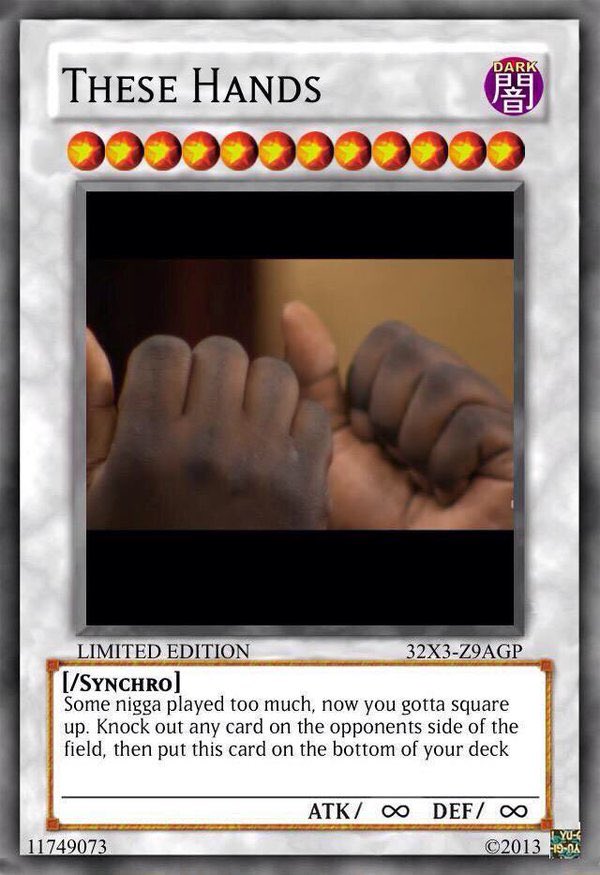 THESE HANDS
DARK
闇
LIMITED EDITION 32X3-Z9AGP
[/SYNCHRO]
Some nigga played too much, now you gotta square
up. Knock out any card on the opponents side of the
field, then put this card on the bottom of your deck
ATK/ ∞ DEF/ ∞
11749073 ©2013